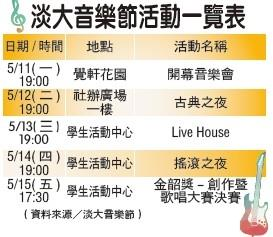 淡大音樂節活動一覽表
日期/時間 地點 活動名稱
5/11(一) 19:00 覺軒花園 開幕音樂會
5/12(二) 19:00 社辦廣場一樓 古典之夜
5/13(三) 19:00 學生活動中心 Live House
5/14(四) 19:00 學生活動中心 搖滾之夜
5/15(五) 17:30 學生活動中心 金韶獎–創作暨歌唱大賽決賽
(資料來源/淡大音樂節)